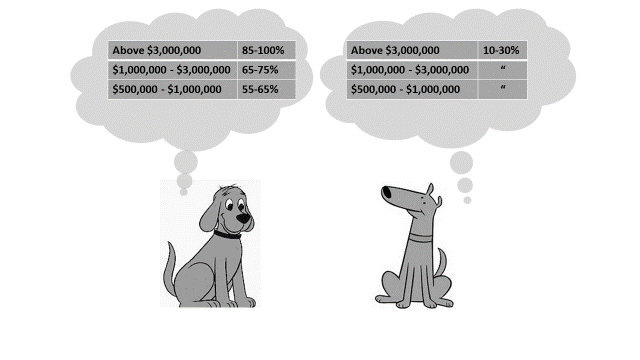 Above $3,000,000 85-100%
$1,000,000 - $3,000,000 65-75%
$500,000 - $1,000,000 55-65%
Above $3,000,000 10-30%
$1,000,000 - $3,000,000 “
$500,000 - $1,000,000 “